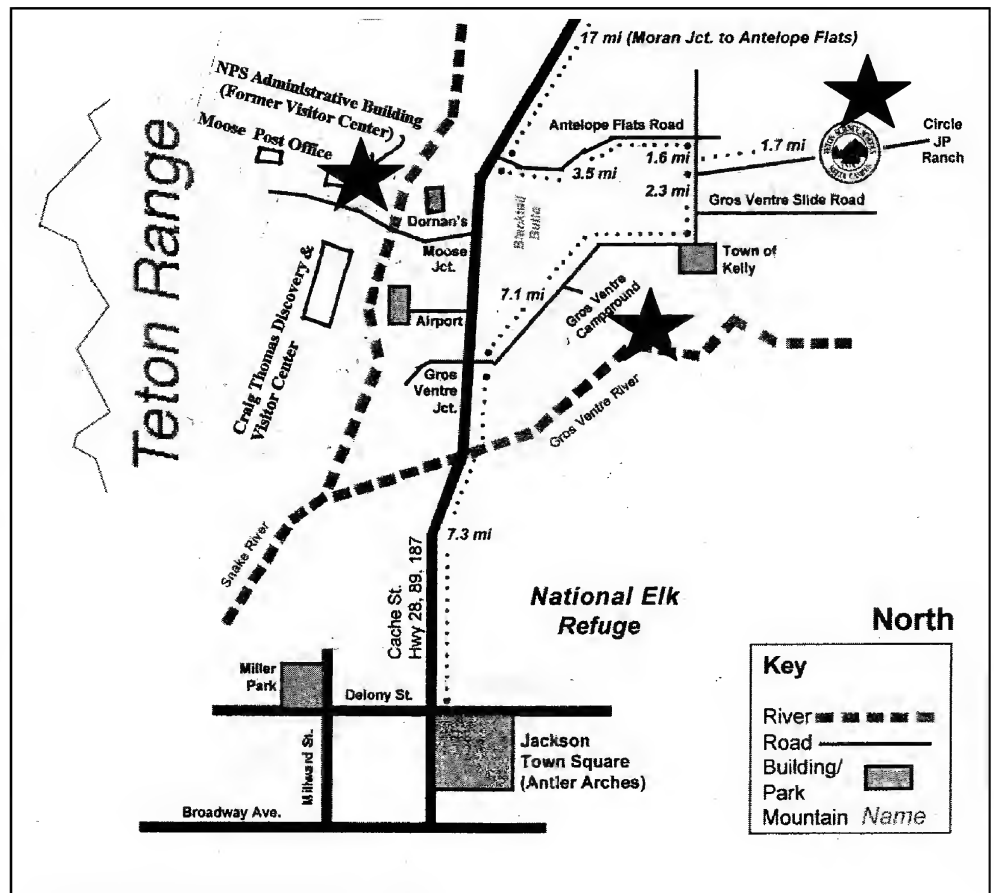 17 mi (Moran Jct. to Antelope Flats)
NPS Administrative Building
(Former Visitor Center)
Moose Post Office
Teton Range
Antelope Flats Road
Circle
JP
Ranch
1.7 mi
1.6 mi
3.5 mi
2.3 mi
Gros Ventre Slide Road
Dornan's
Moose
Jct.
Blacktail
Butte
Town of
Kelly
Craig Thomas Discovery &
Visitor Center
Airport
7.1 mi
Gros Ventre
Campground
Gros
Ventre
Jct.
Gros Ventre River
Snake River
7.3 mi
Cache St.
Hwy 28, 89, 187
National Elk
Refuge
North
Miller
Park
Delony St.
Millward St.
Jackson
Town Square
(Antler Arches)
Broadway Ave.
Key
River
Road
Building/
Park
Mountain Name